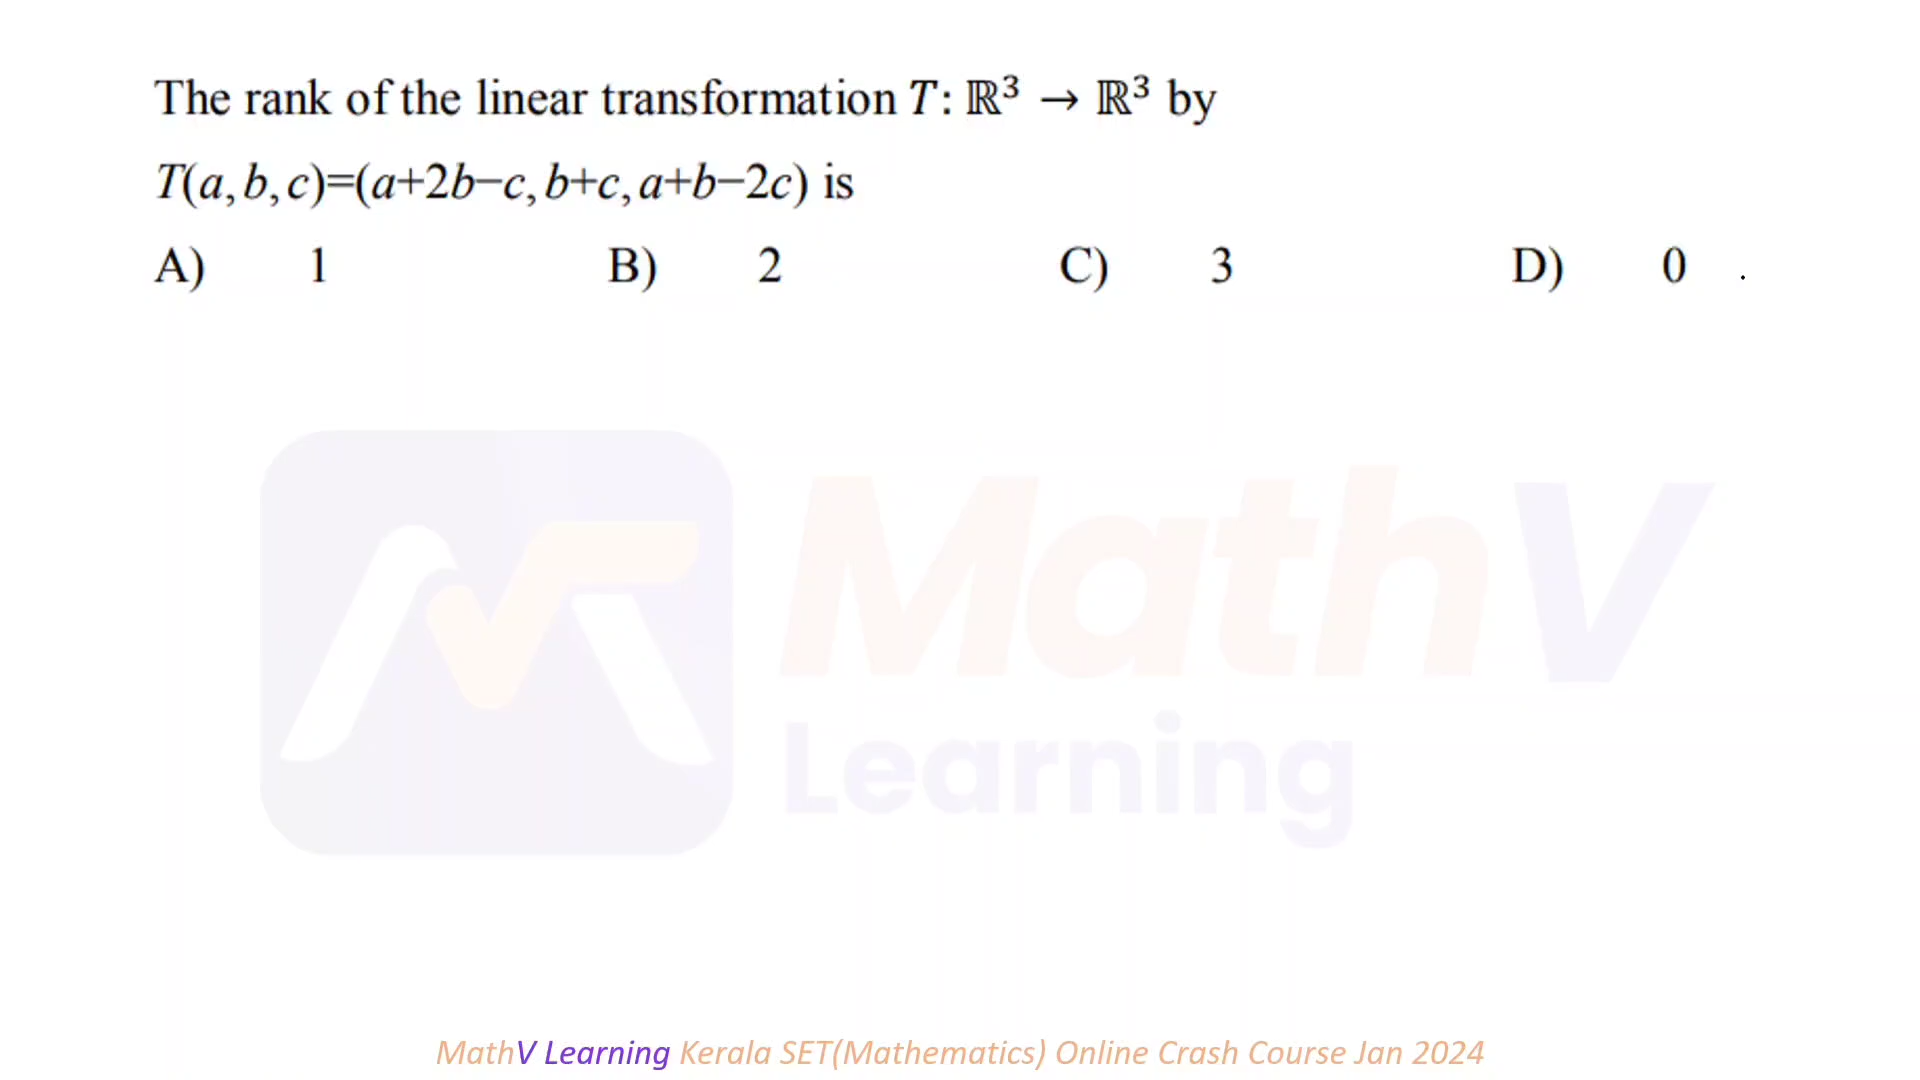 The rank of the linear transformation T: ℝ³ → ℝ³ by
T(a, b, c)=(a+2b−c, b+c, a+b−2c) is
A) 1 B) 2 C) 3 D) 0 .
MathV
Learning
MathV Learning Kerala SET(Mathematics) Online Crash Course Jan 2024